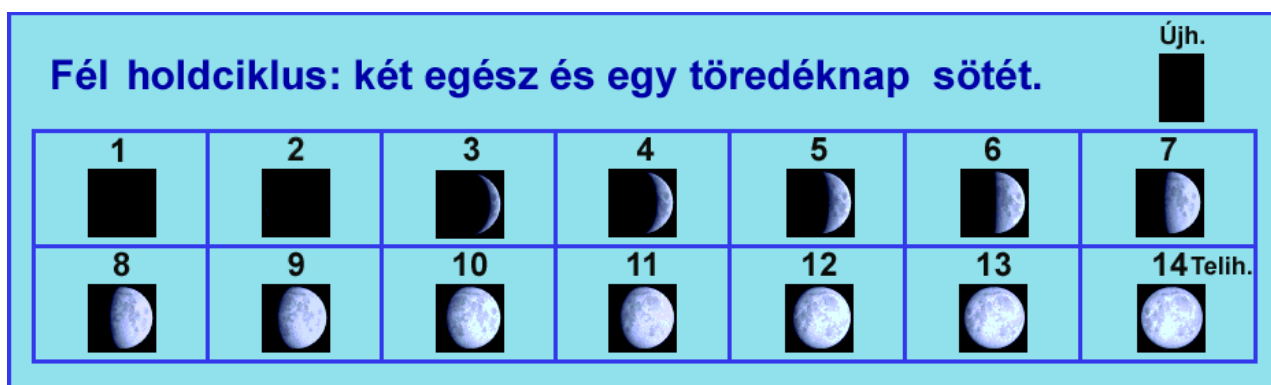 Újh.
Fél holdciklus: két egész és egy töredéknap sötét.
1 2 3 4 5 6 7
8 9 10 11 12 13 14 Telih.